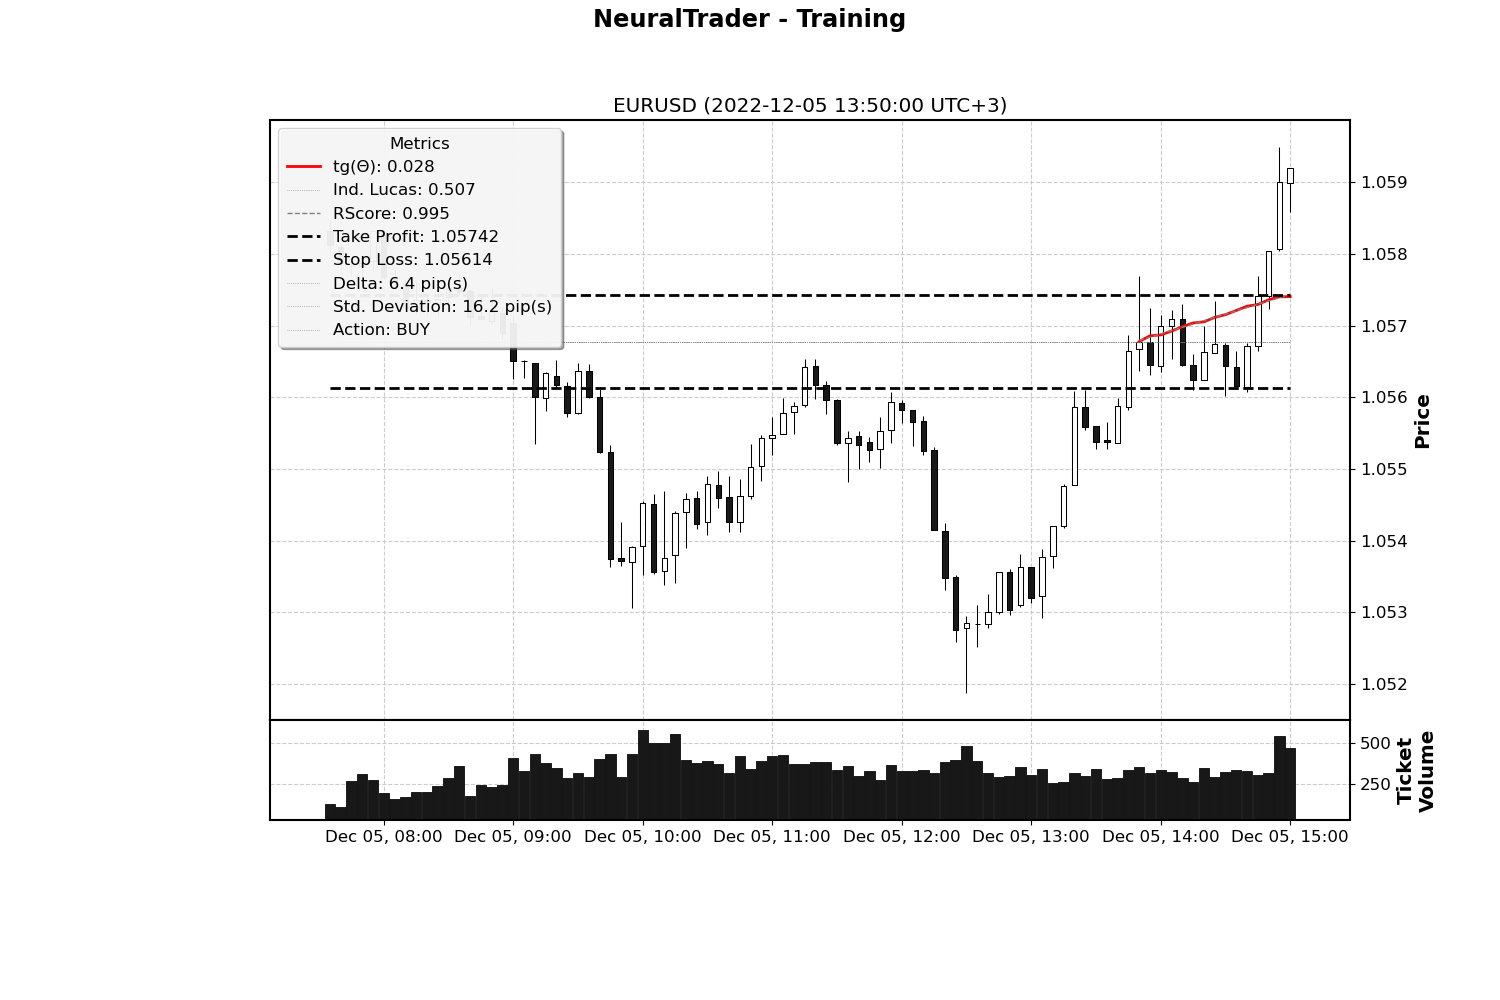 NeuralTrader - Training
EURUSD (2022-12-05 13:50:00 UTC+3)
Metrics
tg(Θ): 0.028
Ind. Lucas: 0.507
RScore: 0.995
Take Profit: 1.05742
Stop Loss: 1.05614
Delta: 6.4 pip(s)
Std. Deviation: 16.2 pip(s)
Action: BUY
1.059
1.058
1.057
1.056
1.055
1.054
1.053
1.052
Price
500
250
Ticket
Volume
Dec 05, 08:00 Dec 05, 09:00 Dec 05, 10:00 Dec 05, 11:00 Dec 05, 12:00 Dec 05, 13:00 Dec 05, 14:00 Dec 05, 15:00